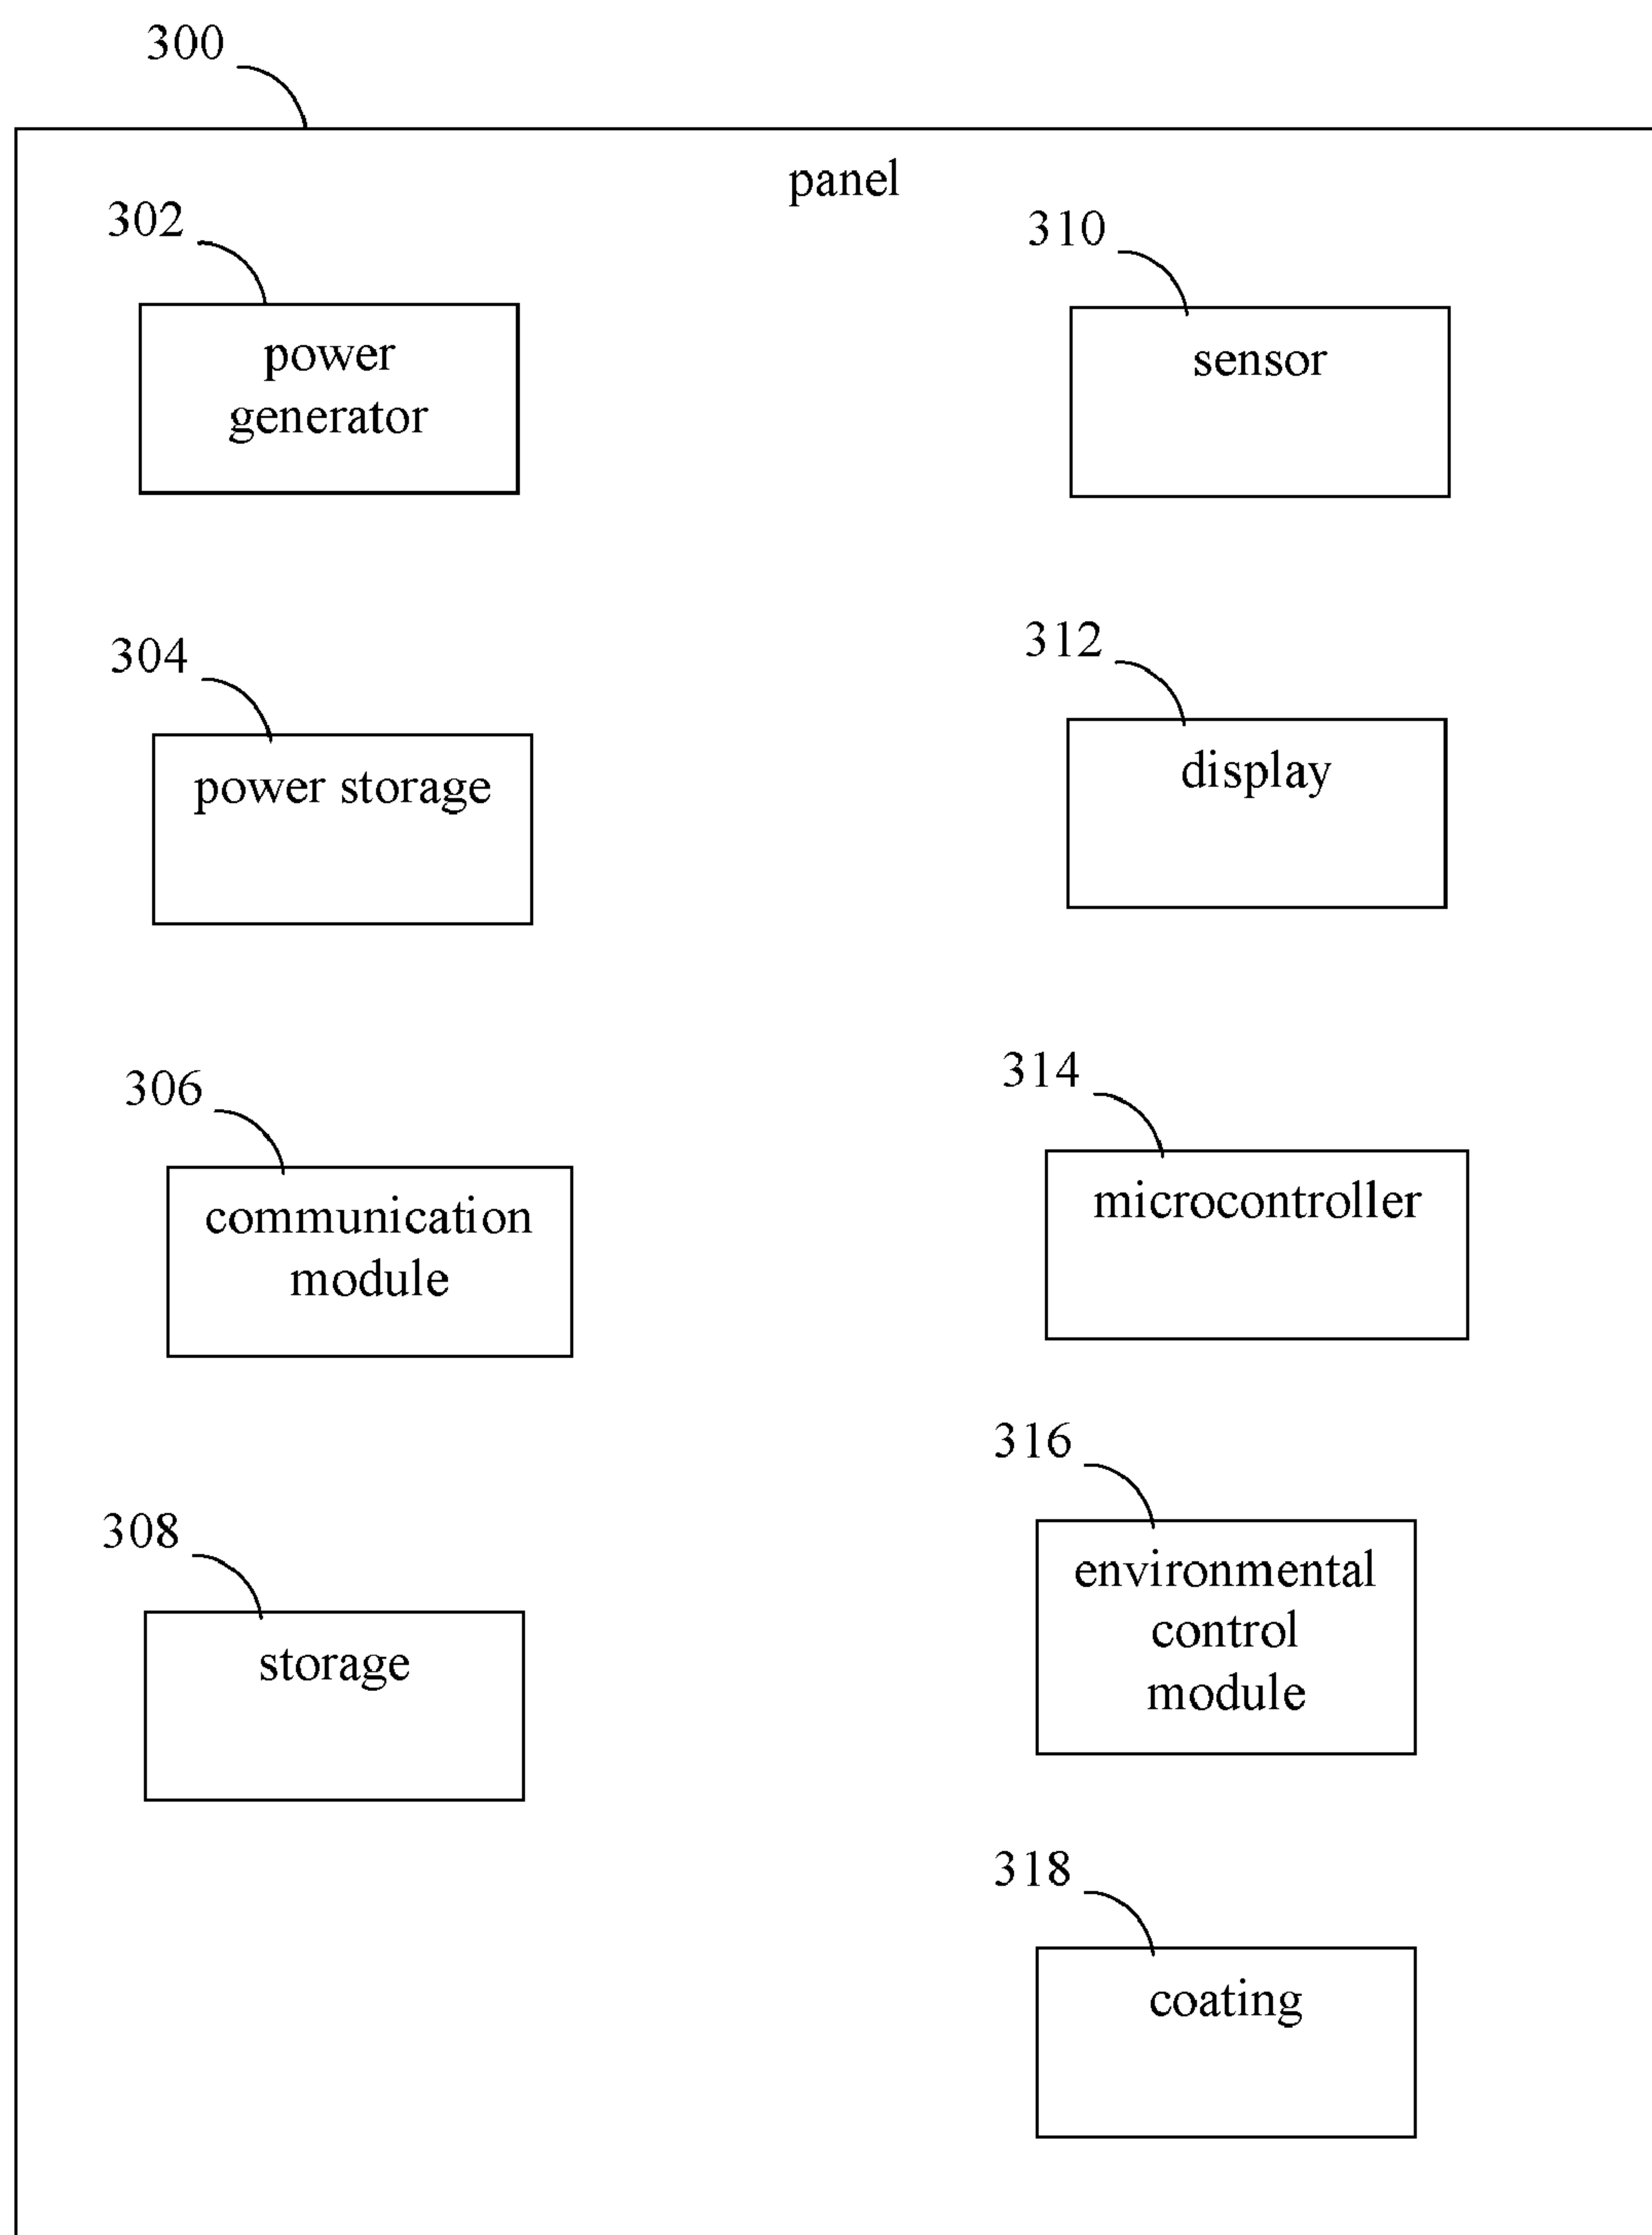 300
panel
302
power
generator
304
power storage
306
communication
module
308
storage
310
sensor
312
display
314
microcontroller
316
environmental
control
module
318
coating